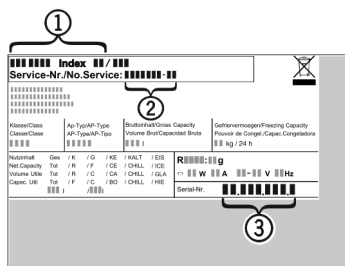 1
Index /
Service-Nr./No.Service: -
2
Klasse/Class
Classe/Clase
Ap-Typ/AP-Type
AP-Type/AP-Tipo
Bruttoinhalt/Gross Capacity
Volume Brut/Capacidad Bruta
l
Gefriervermoegen/Freezing Capacity
Pouvoir de Congel./Capac.Congeladora
kg / 24 h
Nutzinhalt Ges / K / G / KE / KALT / EIS
Net.Capacity Tot / R / F / CE / CHILL / ICE
Volume Utile Tot / R / C / CA / CHILL / GLA
Capac. Util Tot / F / C / BO / CHILL / HIE
l / l
R : g
W A - V Hz
Serial-Nr. . . .
3